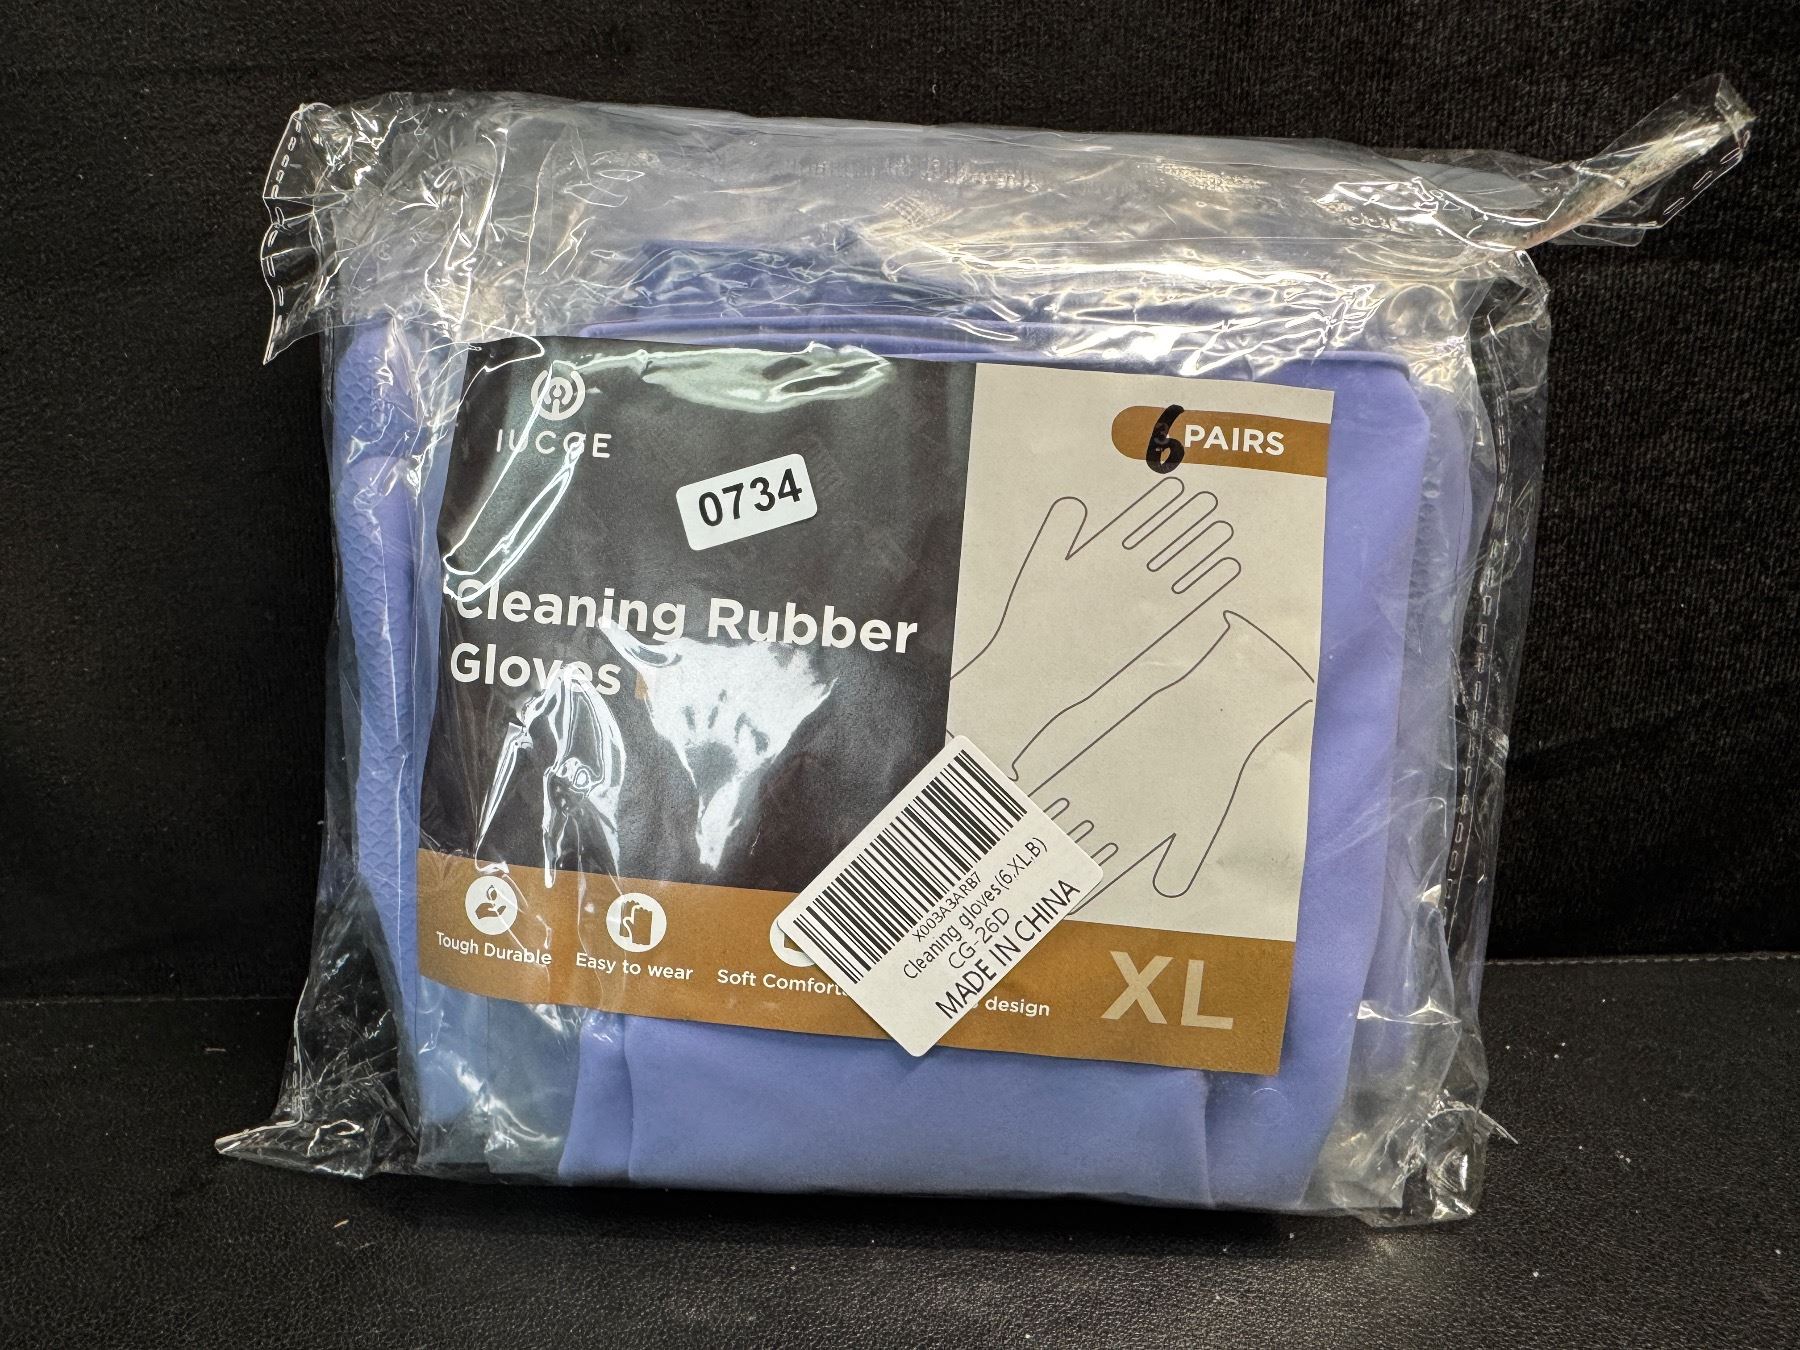 IUCGE
6 PAIRS
0734
Cleaning Rubber
Gloves
X003A3ARB7
Cleaning gloves(6,XL,B)
CG-26D
MADE IN CHINA
Tough Durable
Easy to wear
Soft
design
XL